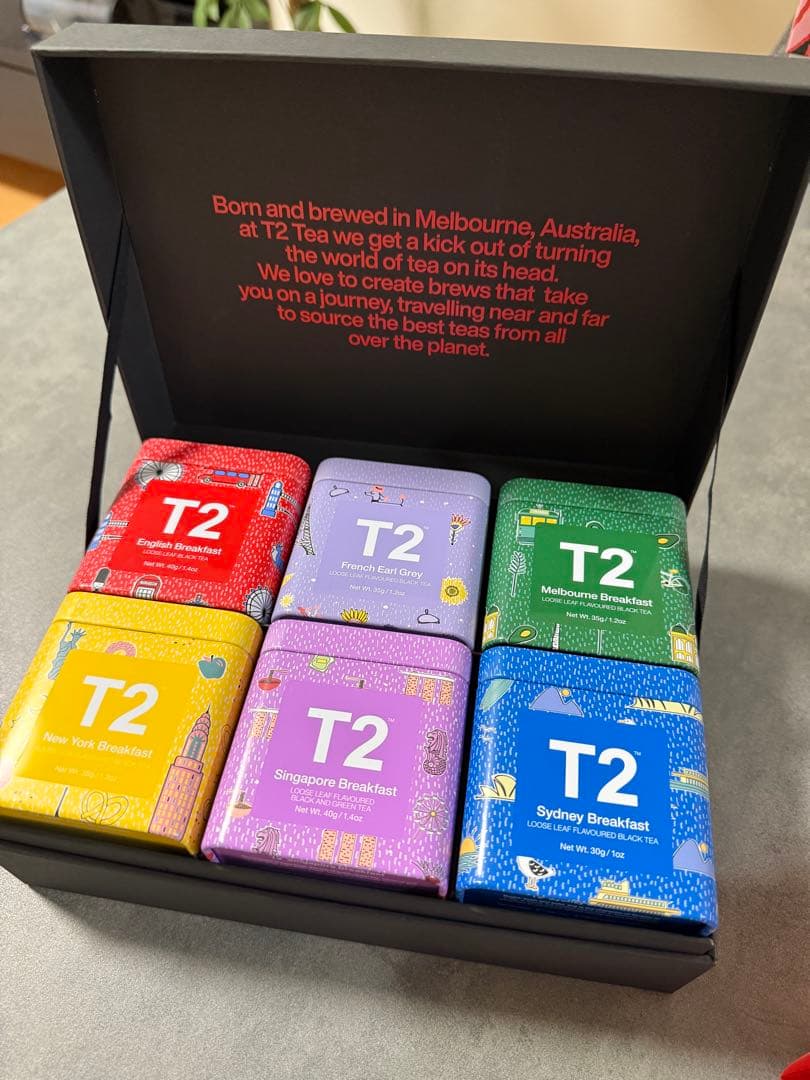 Born and brewed in Melbourne, Australia,
at T2 Tea we get a kick out of turning
the world of tea on its head.
We love to create brews that take
you on a journey, travelling near and far
to source the best teas from all
over the planet.
T2™
English Breakfast
LOOSE LEAF BLACK TEA
Net Wt. 40g / 1.4oz
T2™
French Earl Grey
LOOSE LEAF FLAVOURED BLACK TEA
Net Wt. 35g / 1.2oz
T2™
Melbourne Breakfast
LOOSE LEAF FLAVOURED BLACK TEA
Net Wt. 35g / 1.2oz
T2
New York Breakfast
T2™
Singapore Breakfast
LOOSE LEAF FLAVOURED
BLACK AND GREEN TEA
Net Wt. 40g / 1.4oz
T2™
Sydney Breakfast
LOOSE LEAF FLAVOURED BLACK TEA
Net Wt. 30g / 1oz